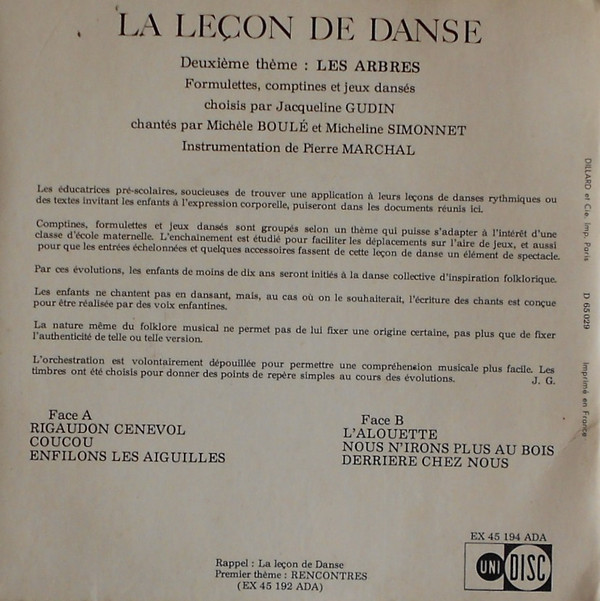 LA LEÇON DE DANSE
Deuxième thème : LES ARBRES
Formulettes, comptines et jeux dansés
choisis par Jacqueline GUDIN
chantés par Michèle BOULÉ et Micheline SIMONNET
Instrumentation de Pierre MARCHAL
Les éducatrices pré-scolaires, soucieuses de trouver une application à leurs leçons de danses rythmiques ou
des textes invitant les enfants à l'expression corporelle, puiseront dans les documents réunis ici.
Comptines, formulettes et jeux dansés sont groupés selon un thème qui puisse s'adapter à l'intérêt d'une
classe d'école maternelle. L'enchaînement est étudié pour faciliter les déplacements sur l'aire de jeux, et aussi
pour que les entrées échelonnées et quelques accessoires fassent de cette leçon de danse un élément de spectacle.
Par ces évolutions, les enfants de moins de dix ans seront initiés à la danse collective d'inspiration folklorique.
Les enfants ne chantent pas en dansant, mais, au cas où on le souhaiterait, l'écriture des chants est conçue
pour être réalisée par des voix enfantines.
La nature même du folklore musical ne permet pas de lui fixer une origine certaine, pas plus que de fixer
l'authenticité de telle ou telle version.
L'orchestration est volontairement dépouillée pour permettre une compréhension musicale plus facile. Les
timbres ont été choisis pour donner des points de repère simples au cours des évolutions. J. G.
Face A
RIGAUDON CENEVOL
COUCOU
ENFILONS LES AIGUILLES
Face B
L'ALOUETTE
NOUS N'IRONS PLUS AU BOIS
DERRIERE CHEZ NOUS
Rappel : La leçon de Danse
Premier thème : RENCONTRES
(EX 45 192 ADA)
EX 45 194 ADA
UNI DISC
DILLARD et Cie. Imp. Paris D 65029 Imprimé en France